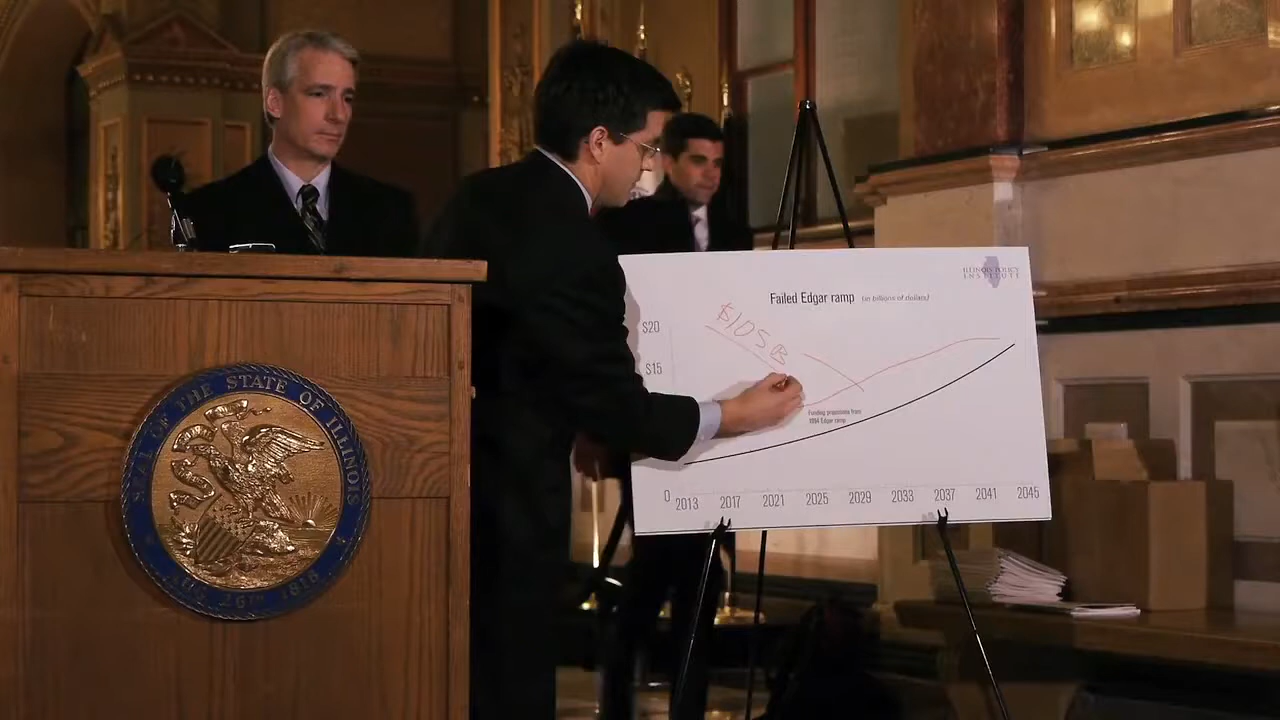 SEAL OF THE STATE OF ILLINOIS
AUG. 26TH 1818
ILLINOIS POLICY
INSTITUTE
Failed Edgar ramp (in billions of dollars)
$105B
$20
$15
Funding projections from
1994 Edgar ramp
0
2013 2017 2021 2025 2029 2033 2037 2041 2045